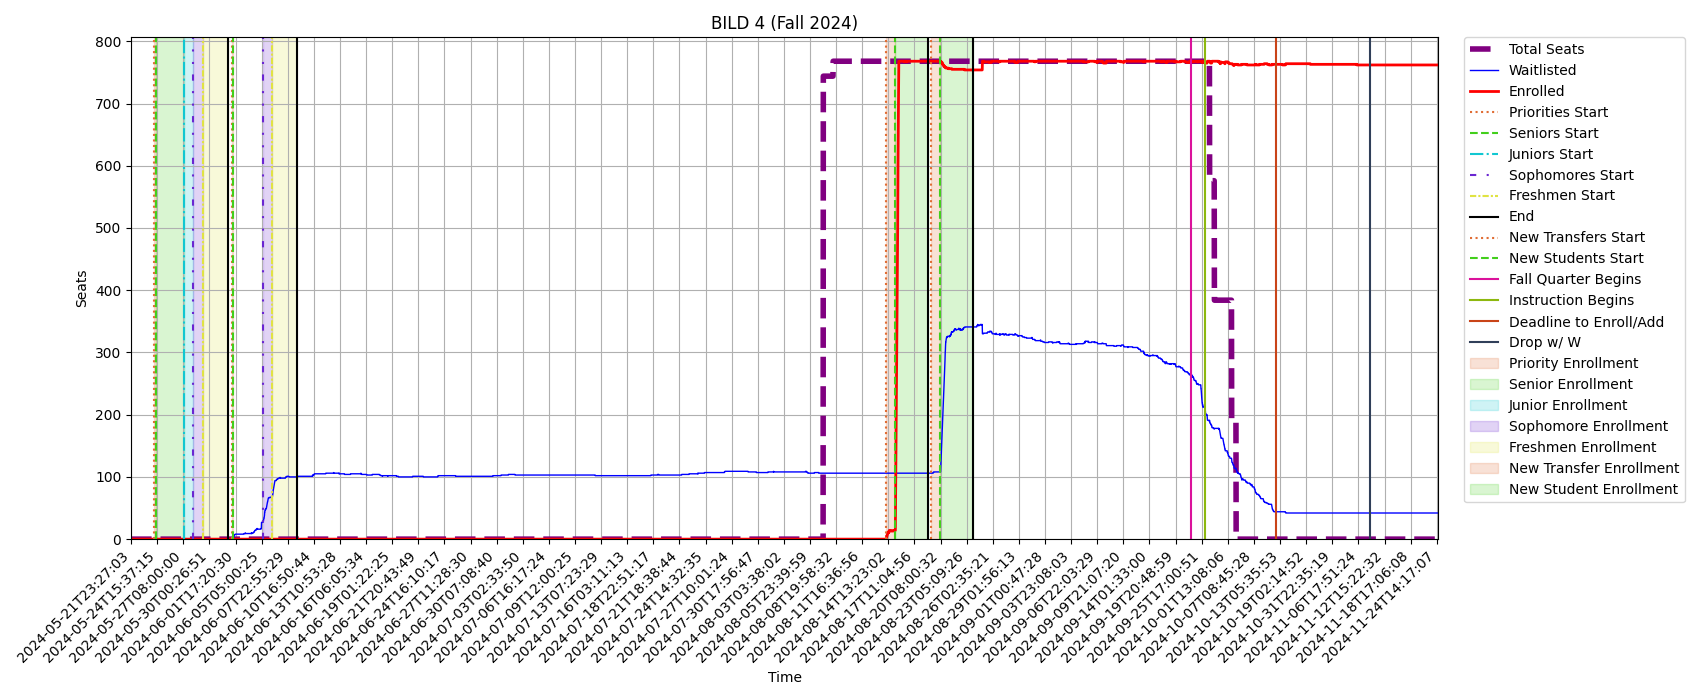 BILD 4 (Fall 2024)
Seats
800
700
600
500
400
300
200
100
0
2024-05-21T23:27:03
2024-05-24T15:37:15
2024-05-27T08:00:00
2024-05-30T00:26:51
2024-06-01T17:20:30
2024-06-05T05:00:25
2024-06-07T22:55:29
2024-06-10T16:50:44
2024-06-13T10:53:28
2024-06-16T06:05:34
2024-06-19T01:22:25
2024-06-21T20:43:49
2024-06-24T16:10:17
2024-06-27T11:28:30
2024-06-30T07:08:40
2024-07-03T02:33:50
2024-07-06T16:17:24
2024-07-09T12:00:25
2024-07-13T07:23:29
2024-07-16T03:11:13
2024-07-18T22:51:17
2024-07-21T18:38:44
2024-07-24T14:32:35
2024-07-27T10:01:24
2024-07-30T17:56:47
2024-08-03T03:38:02
2024-08-05T23:39:59
2024-08-08T19:58:32
2024-08-11T16:36:56
2024-08-14T13:23:02
2024-08-17T11:04:56
2024-08-20T08:00:32
2024-08-23T05:09:26
2024-08-26T02:35:21
2024-08-29T01:56:13
2024-09-01T00:47:28
2024-09-03T23:08:03
2024-09-06T22:03:29
2024-09-09T21:07:20
2024-09-14T01:33:00
2024-09-19T20:48:59
2024-09-25T17:00:51
2024-10-01T13:08:06
2024-10-07T08:45:28
2024-10-13T05:35:53
2024-10-19T02:14:52
2024-10-31T22:35:19
2024-11-06T17:51:24
2024-11-12T15:22:32
2024-11-18T17:06:08
2024-11-24T14:17:07
Time
Total Seats
Waitlisted
Enrolled
Priorities Start
Seniors Start
Juniors Start
Sophomores Start
Freshmen Start
End
New Transfers Start
New Students Start
Fall Quarter Begins
Instruction Begins
Deadline to Enroll/Add
Drop w/ W
Priority Enrollment
Senior Enrollment
Junior Enrollment
Sophomore Enrollment
Freshmen Enrollment
New Transfer Enrollment
New Student Enrollment